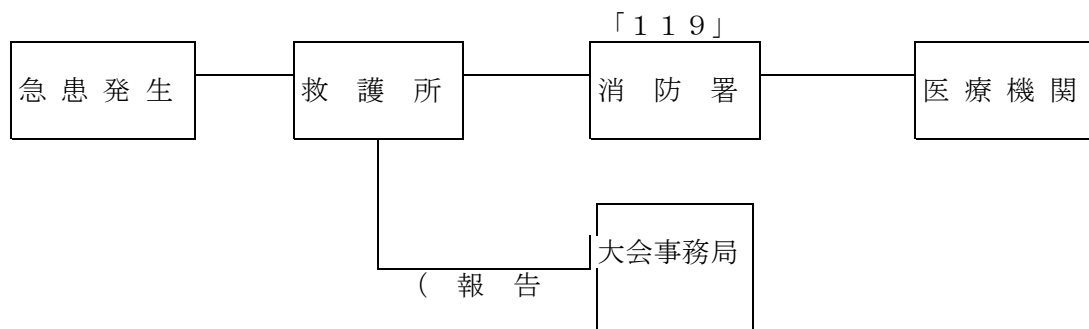 「１１９」
急患発生 救護所 消防署 医療機関
大会事務局
（ 報 告